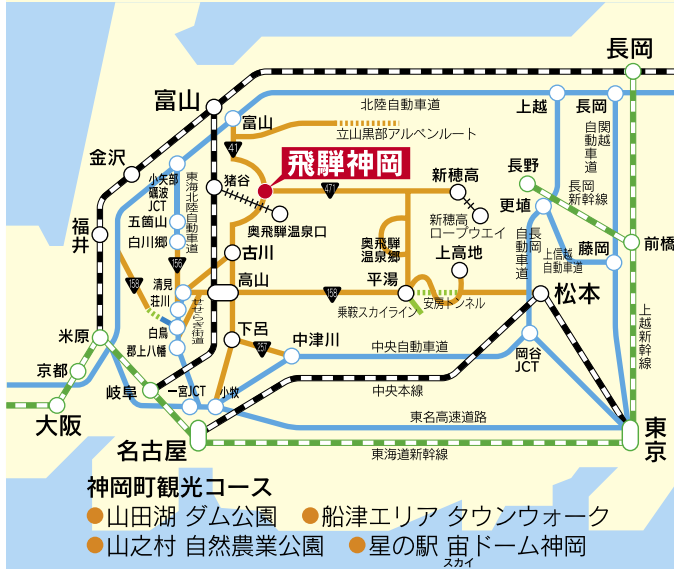 長岡
富山
北陸自動車道
上越
長岡
富山
立山黒部アルペンルート
関越自動車道
41
飛騨神岡
金沢
小矢部
礪波
JCT
東海北陸自動車道
猪谷
471
新穂高
長野
長岡新幹線
五箇山
奥飛騨温泉口
新穂高
ロープウエイ
更埴
福井
白川郷
奥飛騨
温泉郷
上高地
長岡自動車道
上信越
自動車道
藤岡
前橋
古川
156
158
清見
荘川
高山
158
平湯
安房トンネル
乗鞍スカイライン
松本
せせらぎ街道
上越新幹線
米原
白鳥
下呂
郡上八幡
257
中津川
中央自動車道
岡谷
JCT
京都
岐阜
一宮JCT
小牧
中央本線
大阪
東名高速道路
東京
名古屋
東海道新幹線
神岡町観光コース
●山田湖 ダム公園 ●船津エリア タウンウォーク
●山之村 自然農業公園 ●星の駅 宙ドーム神岡
スカイ